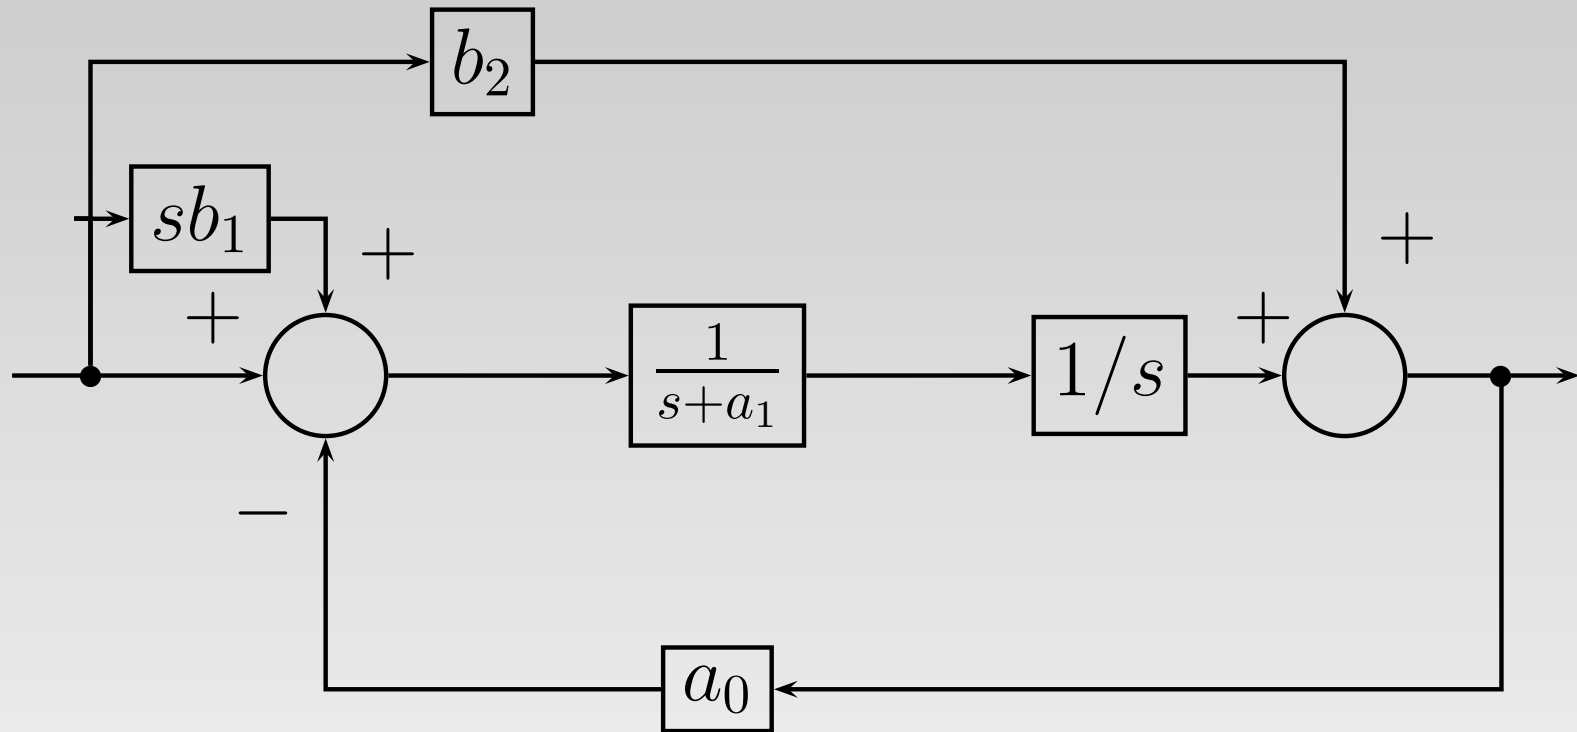 b₂
sb₁
+
+
+
+
1/(s+a₁)
1/s
−
a₀